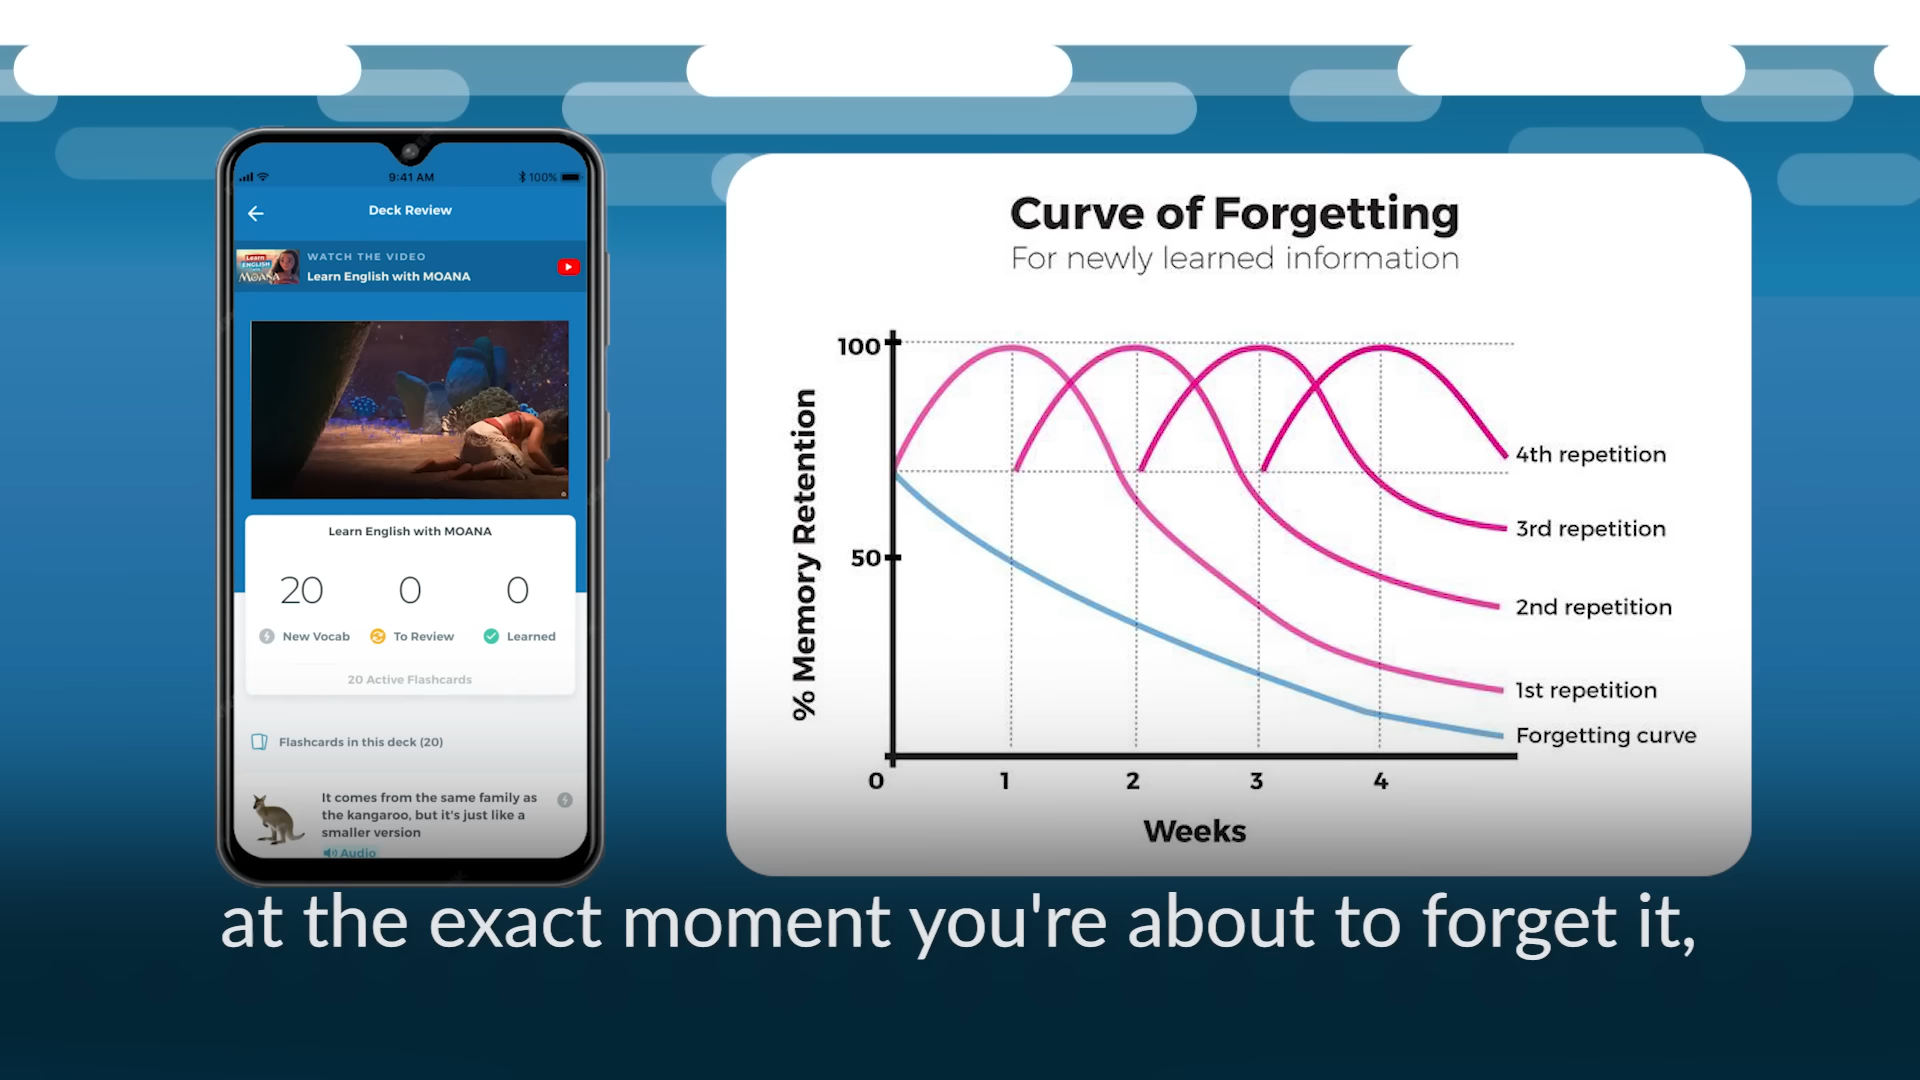 9:41 AM
100%
Deck Review
WATCH THE VIDEO
Learn English with MOANA
Learn
ENGLISH
with
MOANA
Learn English with MOANA
20
0
0
New Vocab
To Review
Learned
20 Active Flashcards
Flashcards in this deck (20)
It comes from the same family as
the kangaroo, but it's just like a
smaller version
Audio
Curve of Forgetting
For newly learned information
% Memory Retention
100
50
0
1
2
3
4
Weeks
4th repetition
3rd repetition
2nd repetition
1st repetition
Forgetting curve
at the exact moment you're about to forget it,